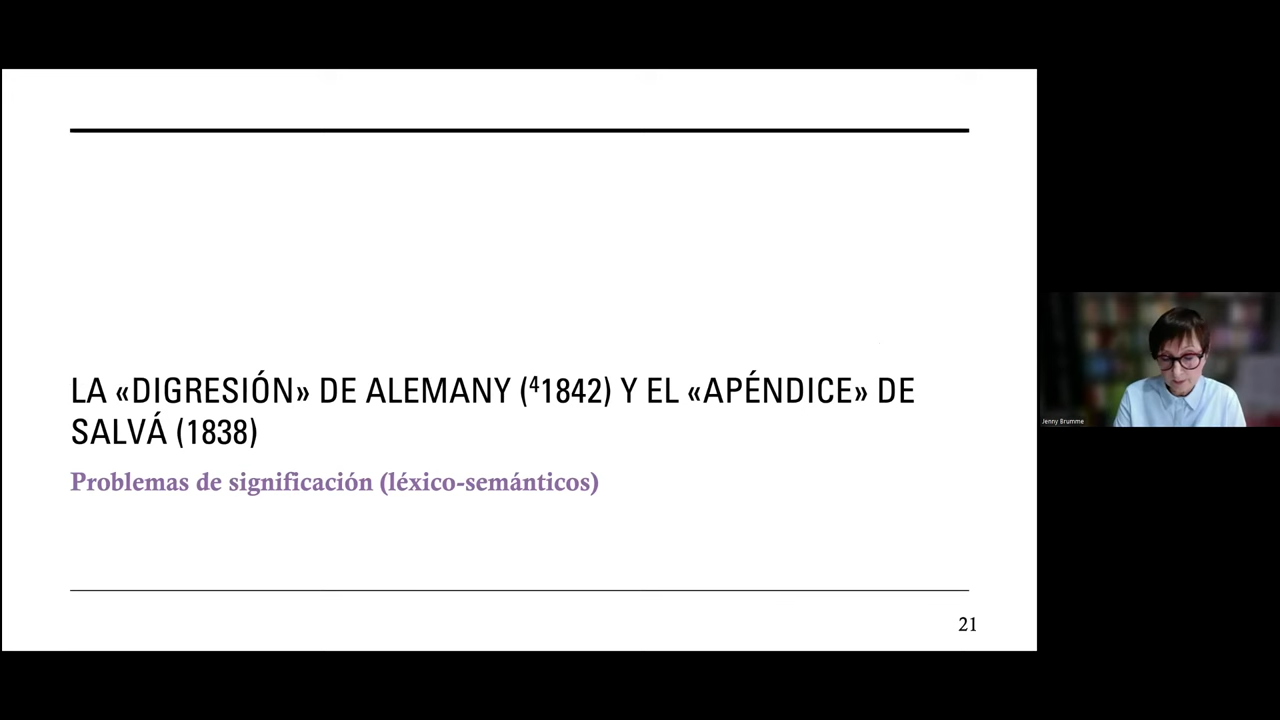 LA «DIGRESIÓN» DE ALEMANY (⁴1842) Y EL «APÉNDICE» DE
SALVÁ (1838)
Problemas de significación (léxico-semánticos)
21
Jenny Brumme